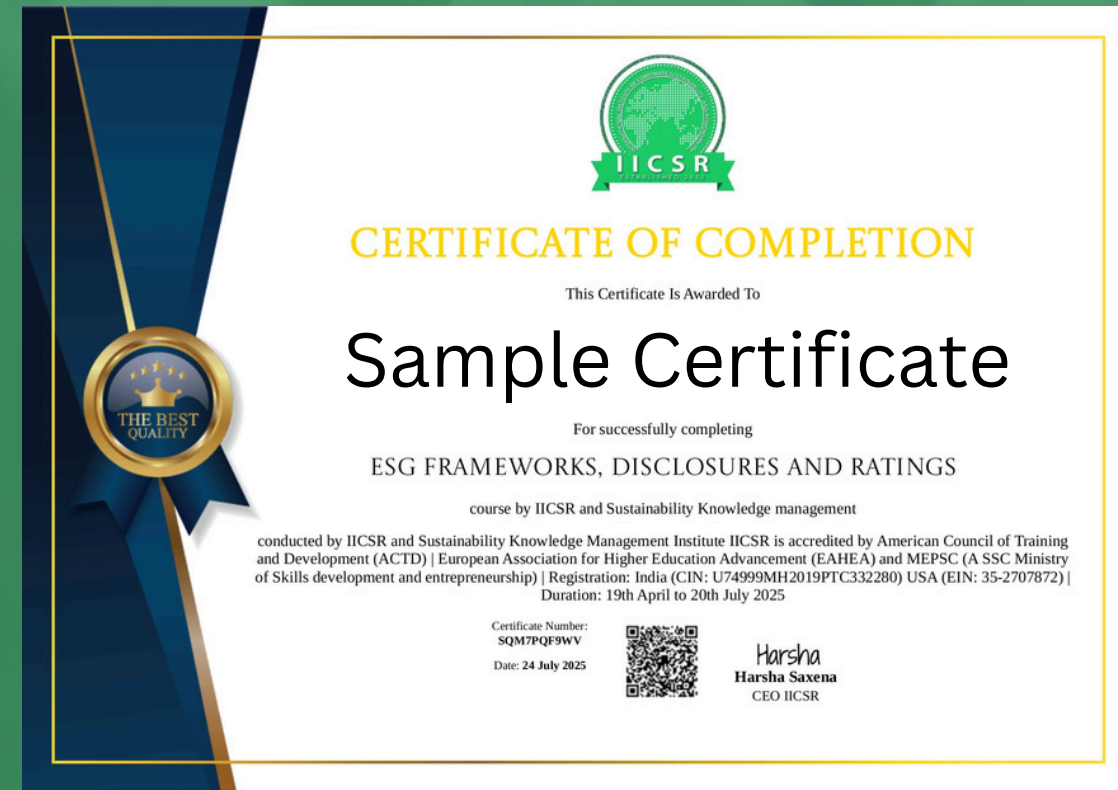 IICSR
ESTABLISHED 2011
CERTIFICATE OF COMPLETION
This Certificate Is Awarded To
Sample Certificate
THE BEST
QUALITY
For successfully completing
ESG FRAMEWORKS, DISCLOSURES AND RATINGS
course by IICSR and Sustainability Knowledge management
conducted by IICSR and Sustainability Knowledge Management Institute IICSR is accredited by American Council of Training
and Development (ACTD) | European Association for Higher Education Advancement (EAHEA) and MEPSC (A SSC Ministry
of Skills development and entrepreneurship) | Registration: India (CIN: U74999MH2019PTC332280) USA (EIN: 35-2707872) |
Duration: 19th April to 20th July 2025
Certificate Number:
SQM7PQF9WV
Date: 24 July 2025
Harsha
Harsha Saxena
CEO IICSR